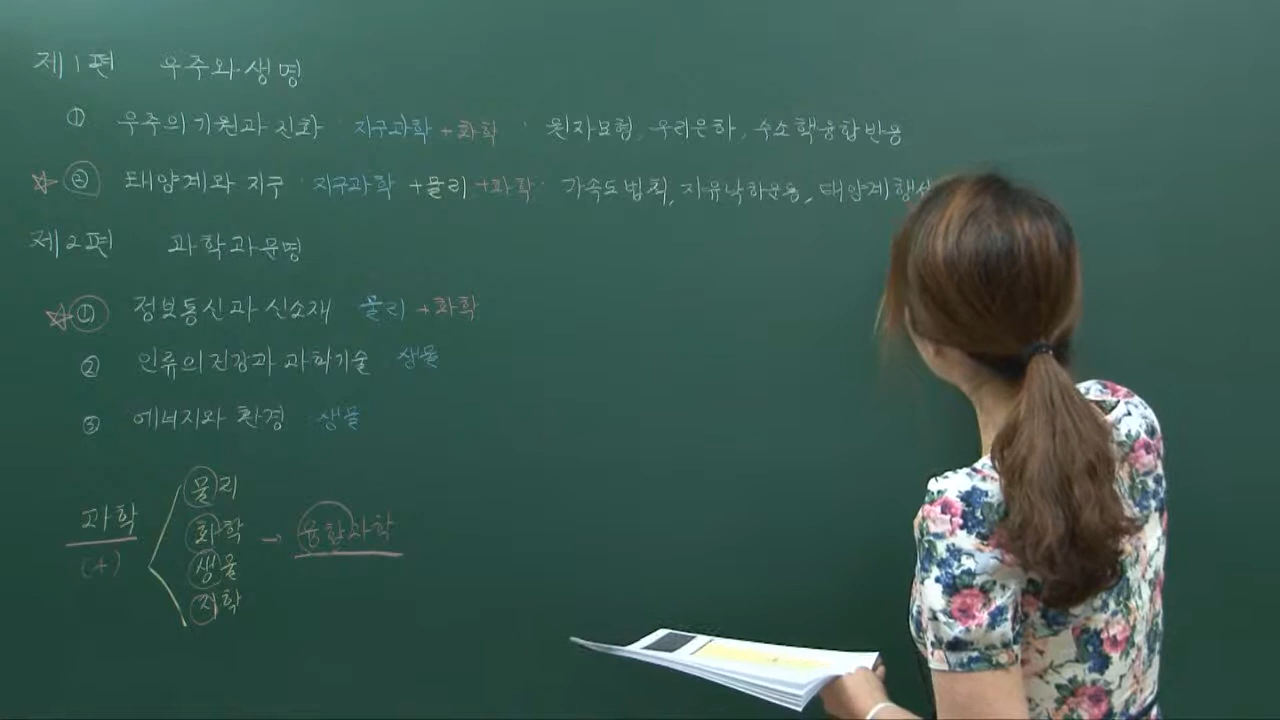 제1편 우주와 생명
① 우주의 기원과 진화 · 지구과학 + 화학 · 원자모형, 우리은하, 수소핵융합반응
☆ ② 태양계와 지구 · 지구과학 + 물리 + 화학 · 가속도법칙, 자유낙하운동, 태양계행성
제2편 과학과문명
☆ ① 정보통신과 신소재 물리 + 화학
② 인류의 건강과 과학기술 생물
③ 에너지와 환경 생물
과학
(+)
물리
화학 → 융합과학
생물
지학